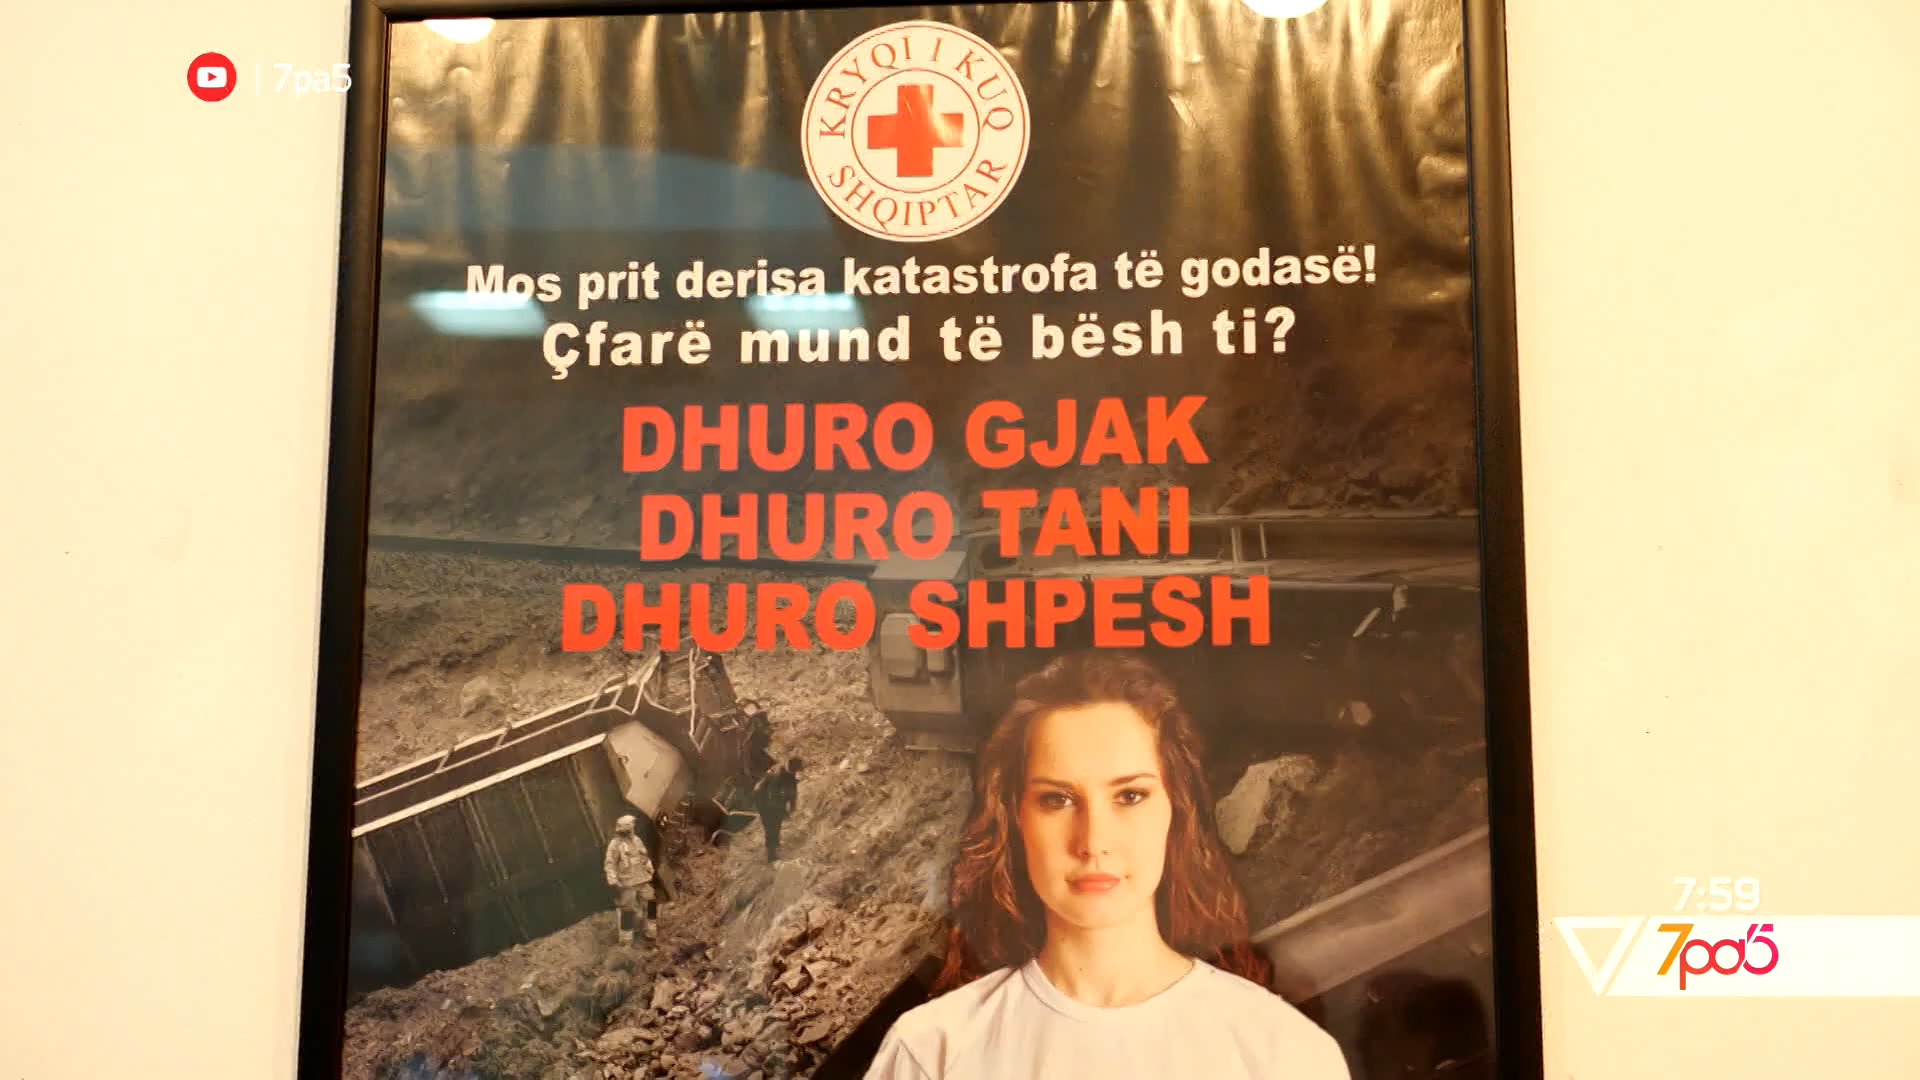 7pa5
KRYQI I KUQ
SHQIPTAR
Mos prit derisa katastrofa të godasë!
Çfarë mund të bësh ti?
DHURO GJAK
DHURO TANI
DHURO SHPESH
7:59
7pa5